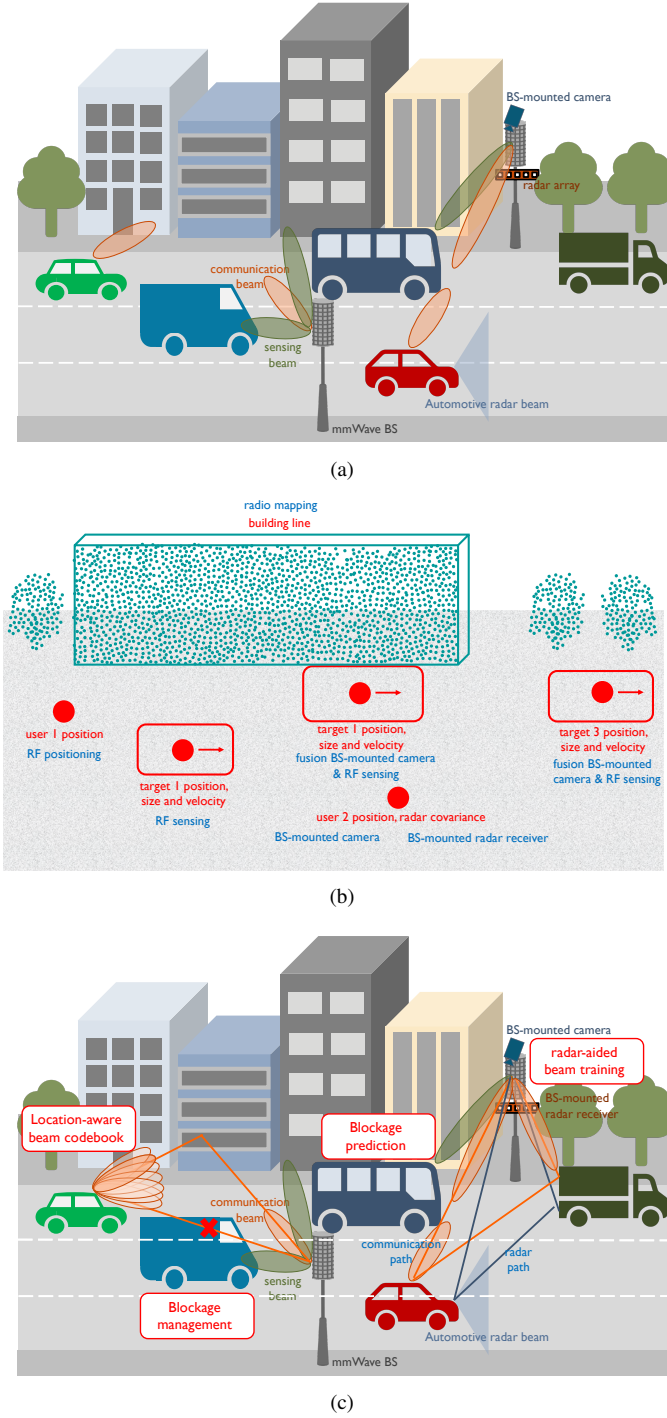 BS-mounted camera
radar array
communication
beam
sensing
beam
Automotive radar beam
mmWave BS
(a)
radio mapping
building line
user 1 position
RF positioning
target 1 position,
size and velocity
RF sensing
target 1 position,
size and velocity
fusion BS-mounted camera
& RF sensing
target 3 position,
size and velocity
fusion BS-mounted
camera & RF sensing
user 2 position, radar covariance
BS-mounted camera
BS-mounted radar receiver
(b)
BS-mounted camera
radar-aided
beam training
BS-mounted
radar receiver
Location-aware
beam codebook
Blockage
prediction
communication
beam
communication
path
radar
path
sensing
beam
Blockage
management
Automotive radar beam
mmWave BS
(c)